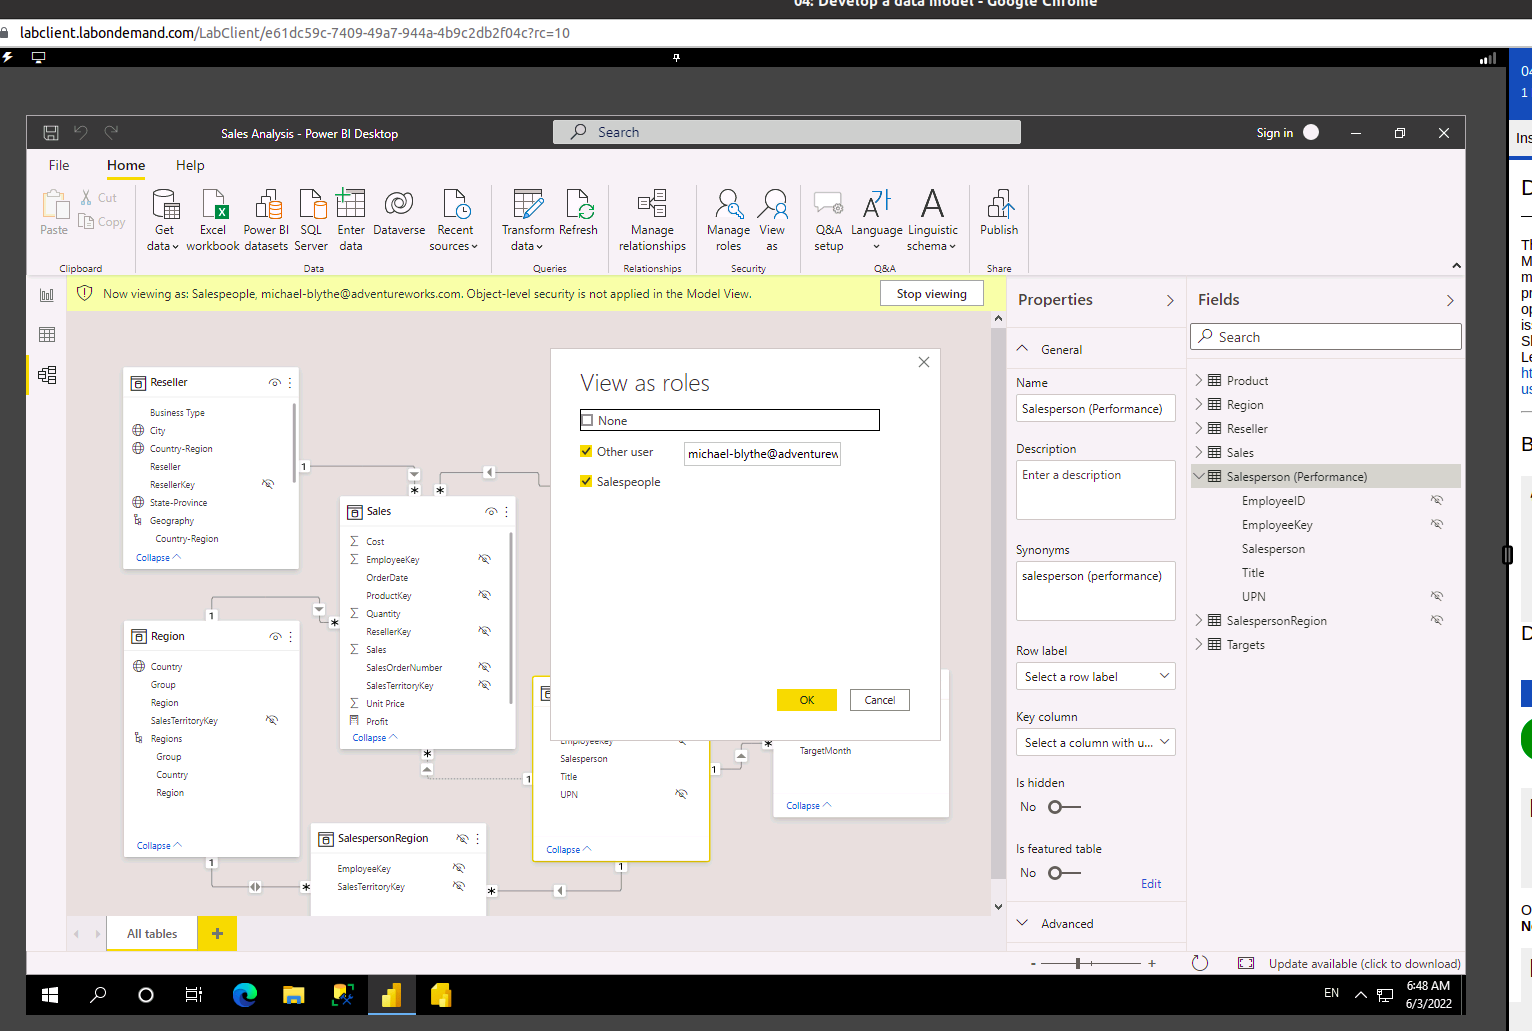 04: Develop a data model - Google Chrome
labclient.labondemand.com/LabClient/e61dc59c-7409-49a7-944a-4b9c2db2f04c?rc=10
Sales Analysis - Power BI Desktop
Search
Sign in
File
Home
Help
Paste
Cut
Copy
Get data
Excel workbook
Power BI datasets
SQL Server
Enter data
Dataverse
Recent sources
Transform data
Refresh
Manage relationships
Manage roles
View as
Q&A setup
Language
Linguistic schema
Publish
Clipboard
Data
Queries
Relationships
Security
Q&A
Share
Now viewing as: Salespeople, michael-blythe@adventureworks.com. Object-level security is not applied in the Model View.
Stop viewing
Reseller
Business Type
City
Country-Region
Reseller
ResellerKey
State-Province
Geography
Country-Region
Collapse
1
*
*
Sales
Cost
EmployeeKey
OrderDate
ProductKey
Quantity
ResellerKey
Sales
SalesOrderNumber
SalesTerritoryKey
Unit Price
Profit
Collapse
1
*
Region
Country
Group
Region
SalesTerritoryKey
Regions
Group
Country
Region
Collapse
1
*
SalespersonRegion
EmployeeKey
SalesTerritoryKey
*
1
*
1
EmployeeKey
Salesperson
Title
UPN
Collapse
1
*
TargetMonth
Collapse
View as roles
None
Other user
michael-blythe@adventurew
Salespeople
OK
Cancel
All tables
+
Properties
General
Name
Salesperson (Performance)
Description
Enter a description
Synonyms
salesperson (performance)
Row label
Select a row label
Key column
Select a column with u...
Is hidden
No
Is featured table
No
Edit
Advanced
Fields
Search
Product
Region
Reseller
Sales
Salesperson (Performance)
EmployeeID
EmployeeKey
Salesperson
Title
UPN
SalespersonRegion
Targets
- +
Update available (click to download)
EN
6:48 AM
6/3/2022